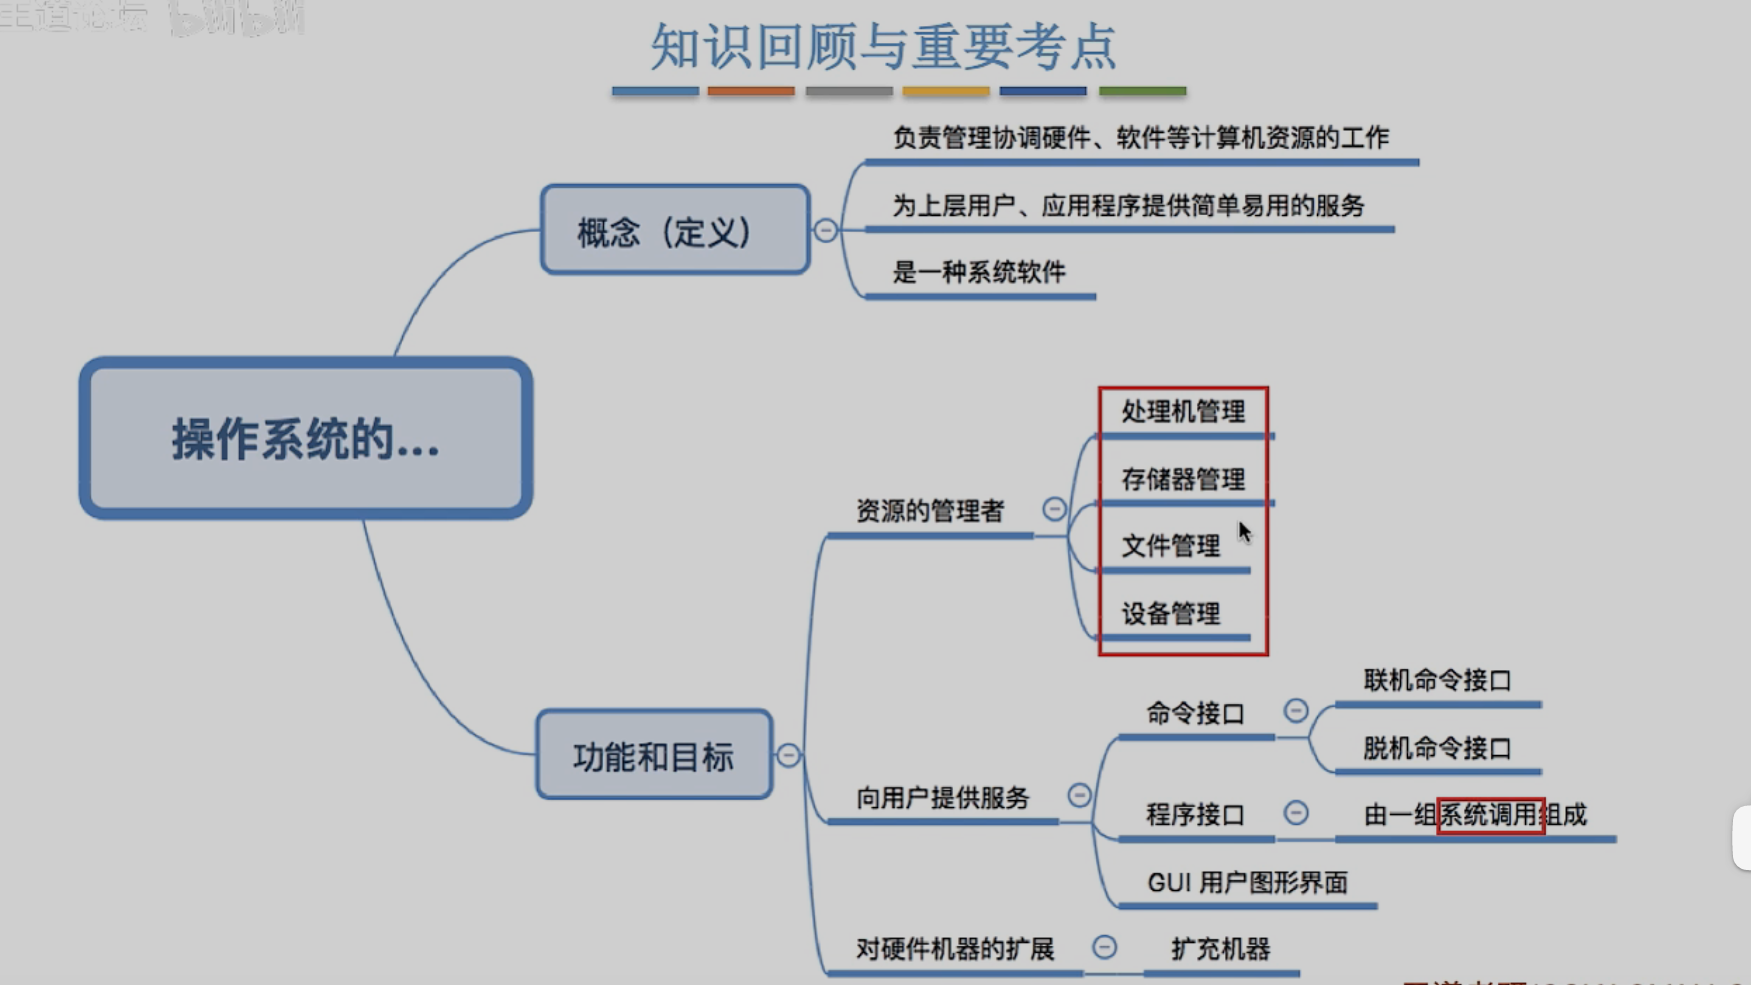 王道论坛 bilibili
知识回顾与重要考点
负责管理协调硬件、软件等计算机资源的工作
概念（定义）
为上层用户、应用程序提供简单易用的服务
是一种系统软件
操作系统的...
处理机管理
存储器管理
资源的管理者
文件管理
设备管理
功能和目标
联机命令接口
命令接口
脱机命令接口
向用户提供服务
程序接口
由一组系统调用组成
GUI 用户图形界面
对硬件机器的扩展
扩充机器